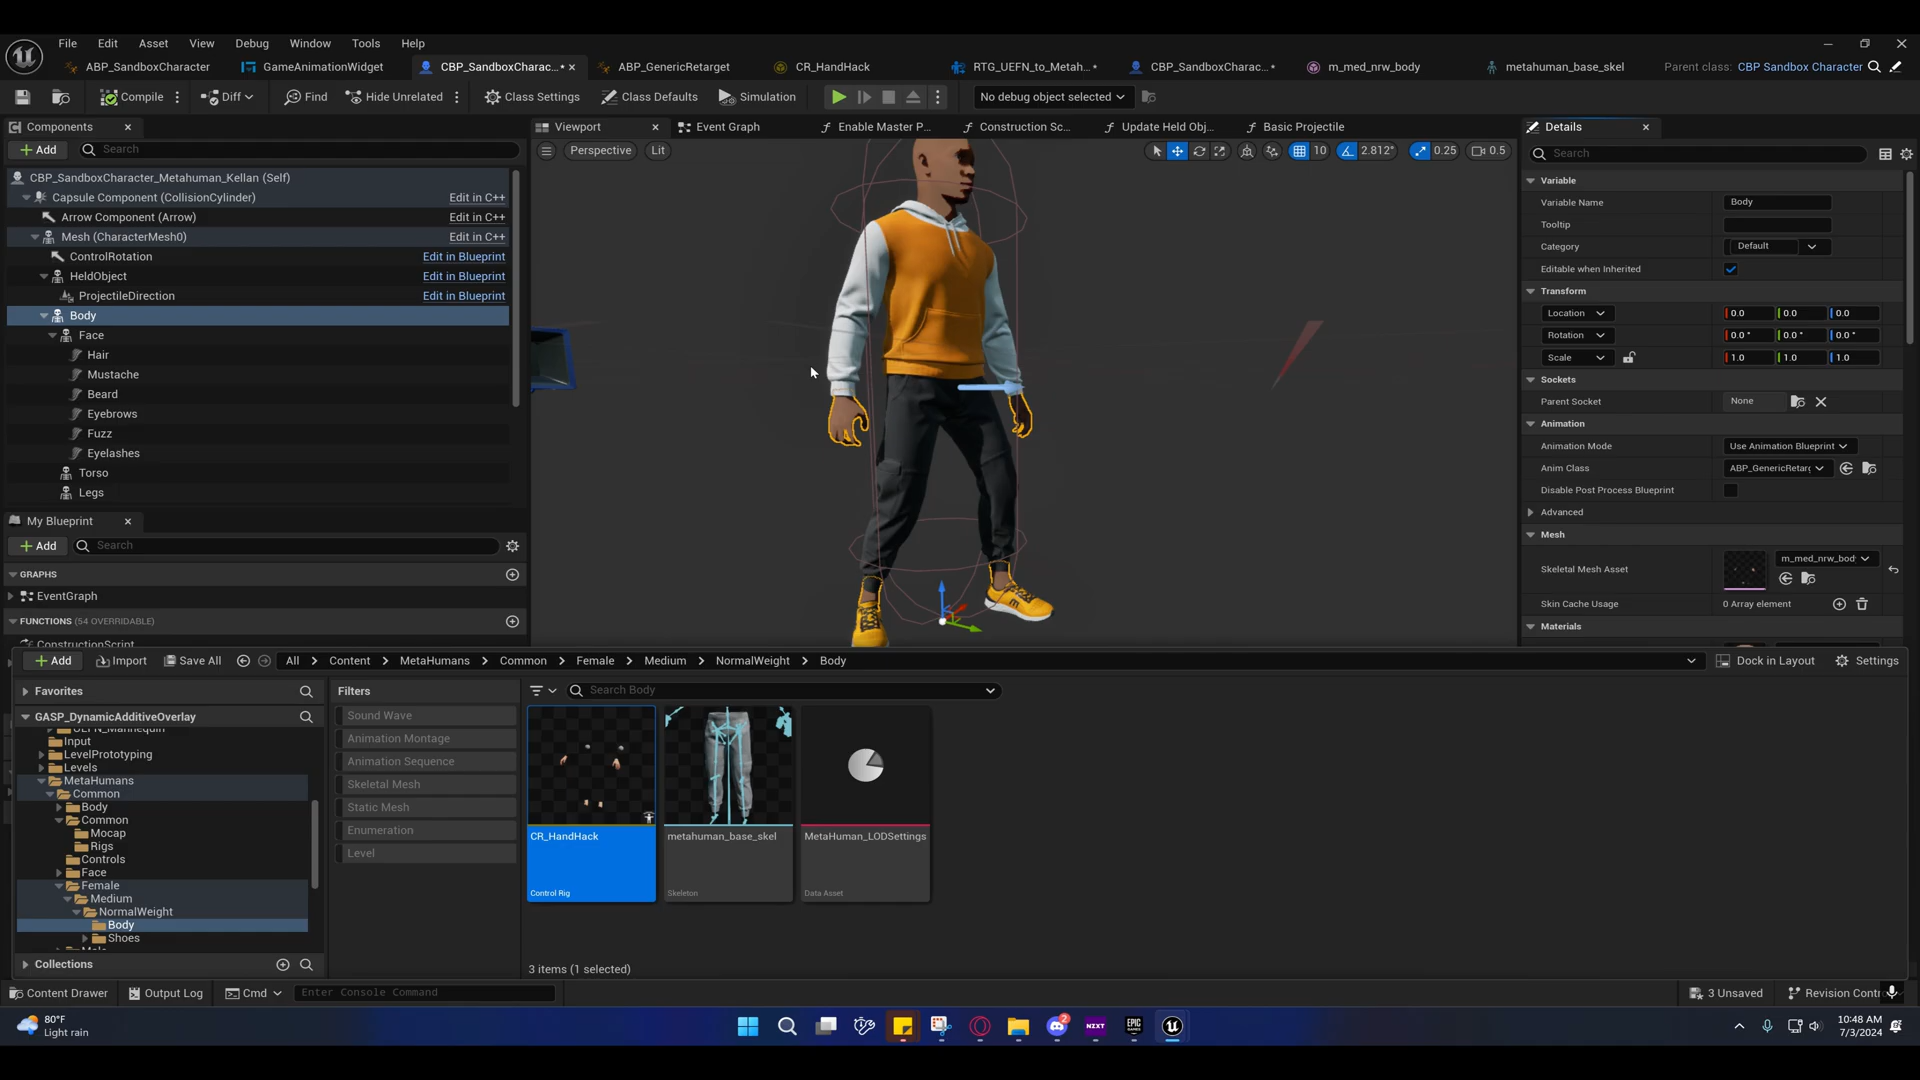 File Edit Asset View Debug Window Tools Help
ABP_SandboxCharacter GameAnimationWidget CBP_SandboxCharac...* ABP_GenericRetarget CR_HandHack RTG_UEFN_to_Metah...* CBP_SandboxCharac...* m_med_nrw_body metahuman_base_skel Parent class: CBP Sandbox Character
Compile Diff Find Hide Unrelated Class Settings Class Defaults Simulation No debug object selected
Components Viewport Event Graph Enable Master P... Construction Sc... Update Held Obj... Basic Projectile Details
Add Search Perspective Lit 10 2.812° 0.25 0.5 Search
CBP_SandboxCharacter_Metahuman_Kellan (Self)
Capsule Component (CollisionCylinder) Edit in C++
Arrow Component (Arrow) Edit in C++
Mesh (CharacterMesh0) Edit in C++
ControlRotation Edit in Blueprint
HeldObject Edit in Blueprint
ProjectileDirection Edit in Blueprint
Body
Face
Hair
Mustache
Beard
Eyebrows
Fuzz
Eyelashes
Torso
Legs
Variable
Variable Name Body
Tooltip
Category Default
Editable when Inherited
Transform
Location 0.0 0.0 0.0
Rotation 0.0 ° 0.0 ° 0.0 °
Scale 1.0 1.0 1.0
Sockets
Parent Socket None
Animation
Animation Mode Use Animation Blueprint
Anim Class ABP_GenericRetarg
Disable Post Process Blueprint
Advanced
Mesh
Skeletal Mesh Asset m_med_nrw_body
Skin Cache Usage 0 Array element
Materials
My Blueprint
Add Search
GRAPHS
EventGraph
FUNCTIONS (54 OVERRIDABLE)
ConstructionScript
Add Import Save All All Content MetaHumans Common Female Medium NormalWeight Body Dock in Layout Settings
Favorites
GASP_DynamicAdditiveOverlay
UEFN_Mannequin
Input
LevelPrototyping
Levels
MetaHumans
Common
Body
Common
Mocap
Rigs
Controls
Face
Female
Medium
NormalWeight
Body
Shoes
Male
Collections
Filters
Sound Wave
Animation Montage
Animation Sequence
Skeletal Mesh
Static Mesh
Enumeration
Level
Search Body
CR_HandHack
Control Rig
metahuman_base_skel
Skeleton
MetaHuman_LODSettings
Data Asset
3 items (1 selected)
Content Drawer Output Log Cmd Enter Console Command 3 Unsaved Revision Contr
80°F
Light rain
2
NZXT
EPIC
GAMES
10:48 AM
7/3/2024